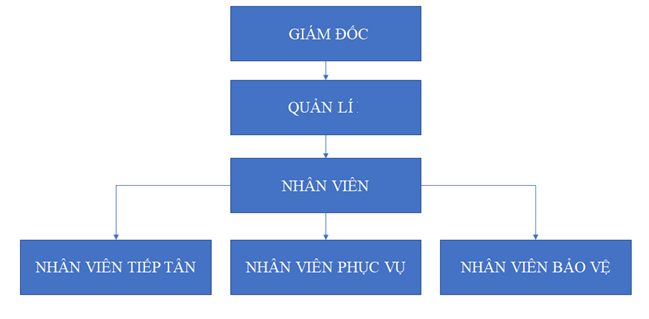 GIÁM ĐỐC
QUẢN LÍ
NHÂN VIÊN
NHÂN VIÊN TIẾP TÂN
NHÂN VIÊN PHỤC VỤ
NHÂN VIÊN BẢO VỆ